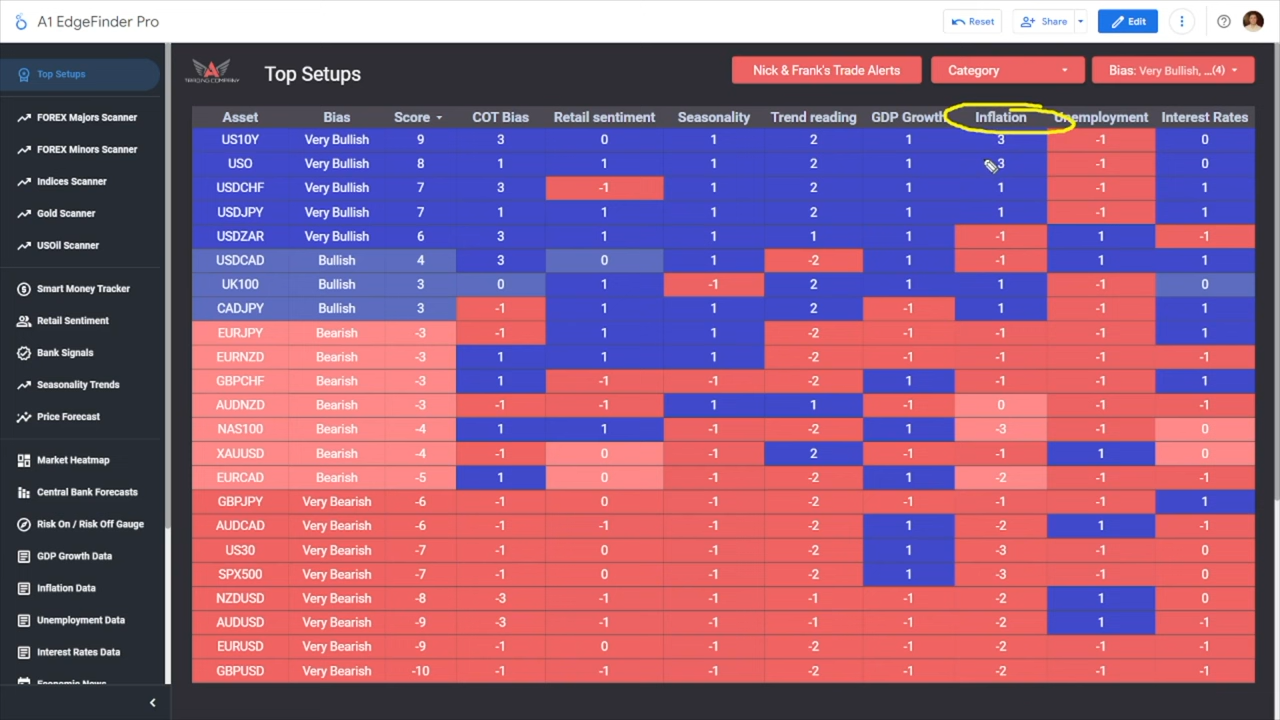 A1 EdgeFinder Pro
Reset
Share
Edit
Top Setups
FOREX Majors Scanner
FOREX Minors Scanner
Indices Scanner
Gold Scanner
USOil Scanner
Smart Money Tracker
Retail Sentiment
Bank Signals
Seasonality Trends
Price Forecast
Market Heatmap
Central Bank Forecasts
Risk On / Risk Off Gauge
GDP Growth Data
Inflation Data
Unemployment Data
Interest Rates Data
Economic News
TRADING COMPANY
Top Setups
Nick & Frank's Trade Alerts
Category
Bias: Very Bullish, ...(4)
Asset Bias Score COT Bias Retail sentiment Seasonality Trend reading GDP Growth Inflation Unemployment Interest Rates
US10Y Very Bullish 9 3 0 1 2 1 3 -1 0
USO Very Bullish 8 1 1 1 2 1 3 -1 0
USDCHF Very Bullish 7 3 -1 1 2 1 1 -1 1
USDJPY Very Bullish 7 1 1 1 2 1 1 -1 1
USDZAR Very Bullish 6 3 1 1 1 1 -1 1 -1
USDCAD Bullish 4 3 0 1 -2 1 -1 1 1
UK100 Bullish 3 0 1 -1 2 1 1 -1 0
CADJPY Bullish 3 -1 1 1 2 -1 1 -1 1
EURJPY Bearish -3 -1 1 1 -2 -1 -1 -1 1
EURNZD Bearish -3 1 1 1 -2 -1 -1 -1 -1
GBPCHF Bearish -3 1 -1 -1 -2 1 -1 -1 1
AUDNZD Bearish -3 -1 -1 1 1 -1 0 -1 -1
NAS100 Bearish -4 1 1 -1 -2 1 -3 -1 0
XAUUSD Bearish -4 -1 0 -1 2 -1 -1 1 0
EURCAD Bearish -5 1 0 -1 -2 1 -2 -1 -1
GBPJPY Very Bearish -6 -1 0 -1 -2 -1 -1 -1 1
AUDCAD Very Bearish -6 -1 -1 -1 -2 1 -2 1 -1
US30 Very Bearish -7 -1 0 -1 -2 1 -3 -1 0
SPX500 Very Bearish -7 -1 0 -1 -2 1 -3 -1 0
NZDUSD Very Bearish -8 -3 -1 -1 -1 -1 -2 1 0
AUDUSD Very Bearish -9 -3 -1 -1 -1 -1 -2 1 -1
EURUSD Very Bearish -9 -1 0 -1 -2 -1 -2 -1 -1
GBPUSD Very Bearish -10 -1 -1 -1 -2 -1 -2 -1 -1